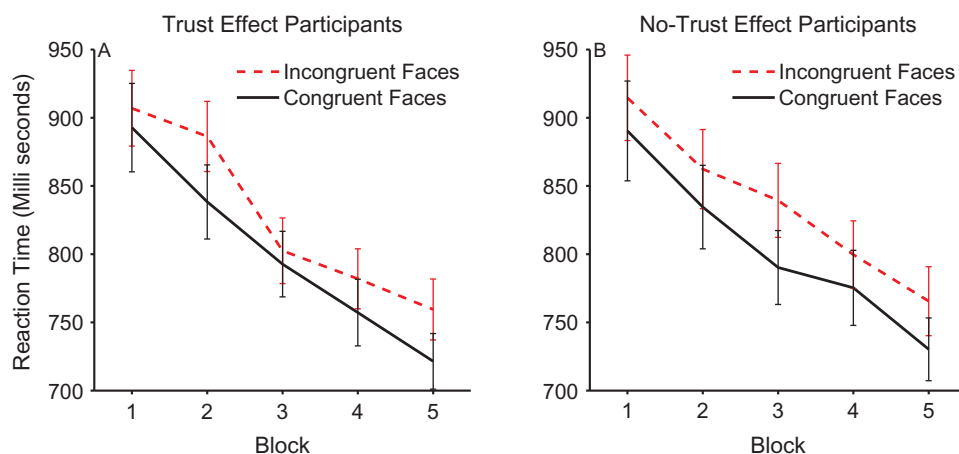 Trust Effect Participants
A
Incongruent Faces
Congruent Faces
950
900
850
800
750
700
Reaction Time (Milli seconds)
1 2 3 4 5
Block
No-Trust Effect Participants
B
Incongruent Faces
Congruent Faces
950
900
850
800
750
700
1 2 3 4 5
Block